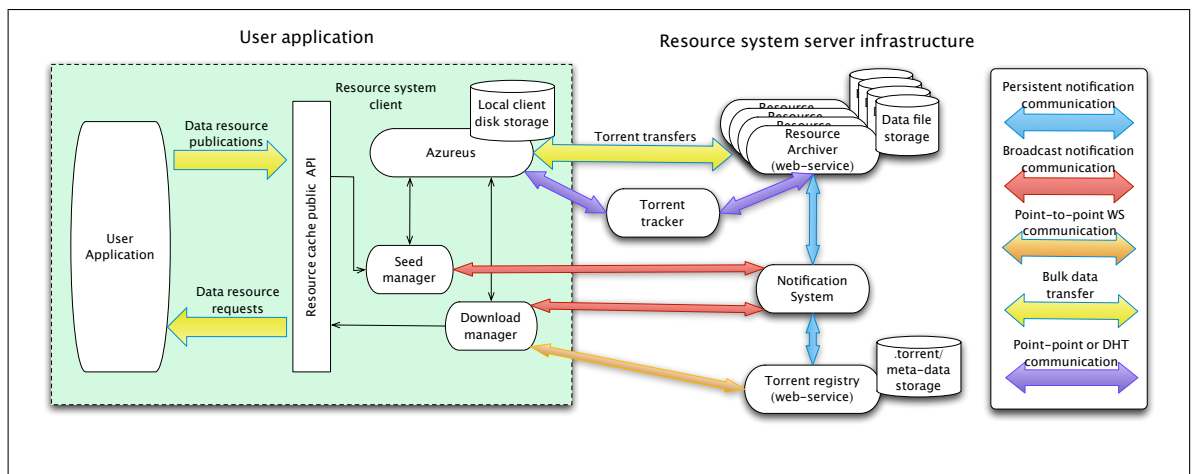 User application
Resource system server infrastructure
Resource system
client
Local client
disk storage
Data resource
publications
Azureus
Torrent transfers
Resource
Resource
Resource
Resource
Archiver
(web-service)
Data file
storage
User
Application
Resource cache public API
Torrent
tracker
Seed
manager
Notification
System
Data resource
requests
Download
manager
Torrent registry
(web-service)
.torrent/
meta-data
storage
Persistent notification
communication
Broadcast notification
communication
Point-to-point WS
communication
Bulk data
transfer
Point-point or DHT
communication